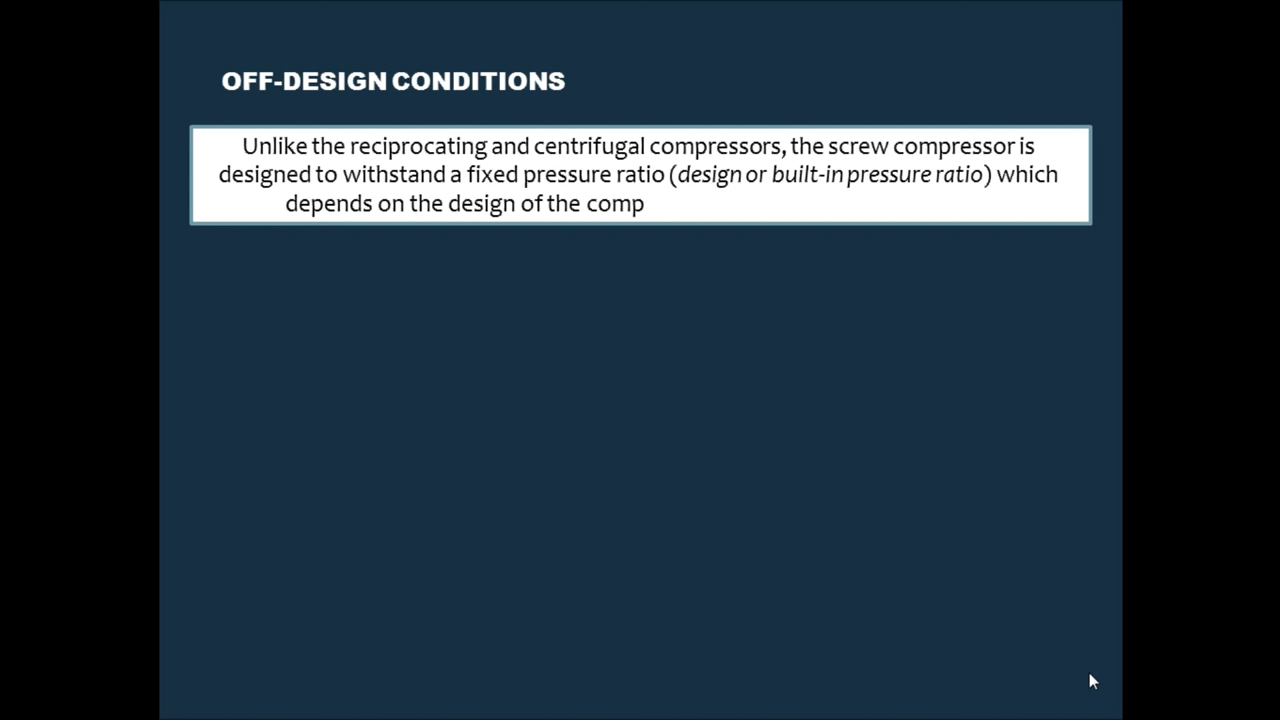 OFF-DESIGN CONDITIONS
Unlike the reciprocating and centrifugal compressors, the screw compressor is
designed to withstand a fixed pressure ratio (design or built-in pressure ratio) which
depends on the design of the comp